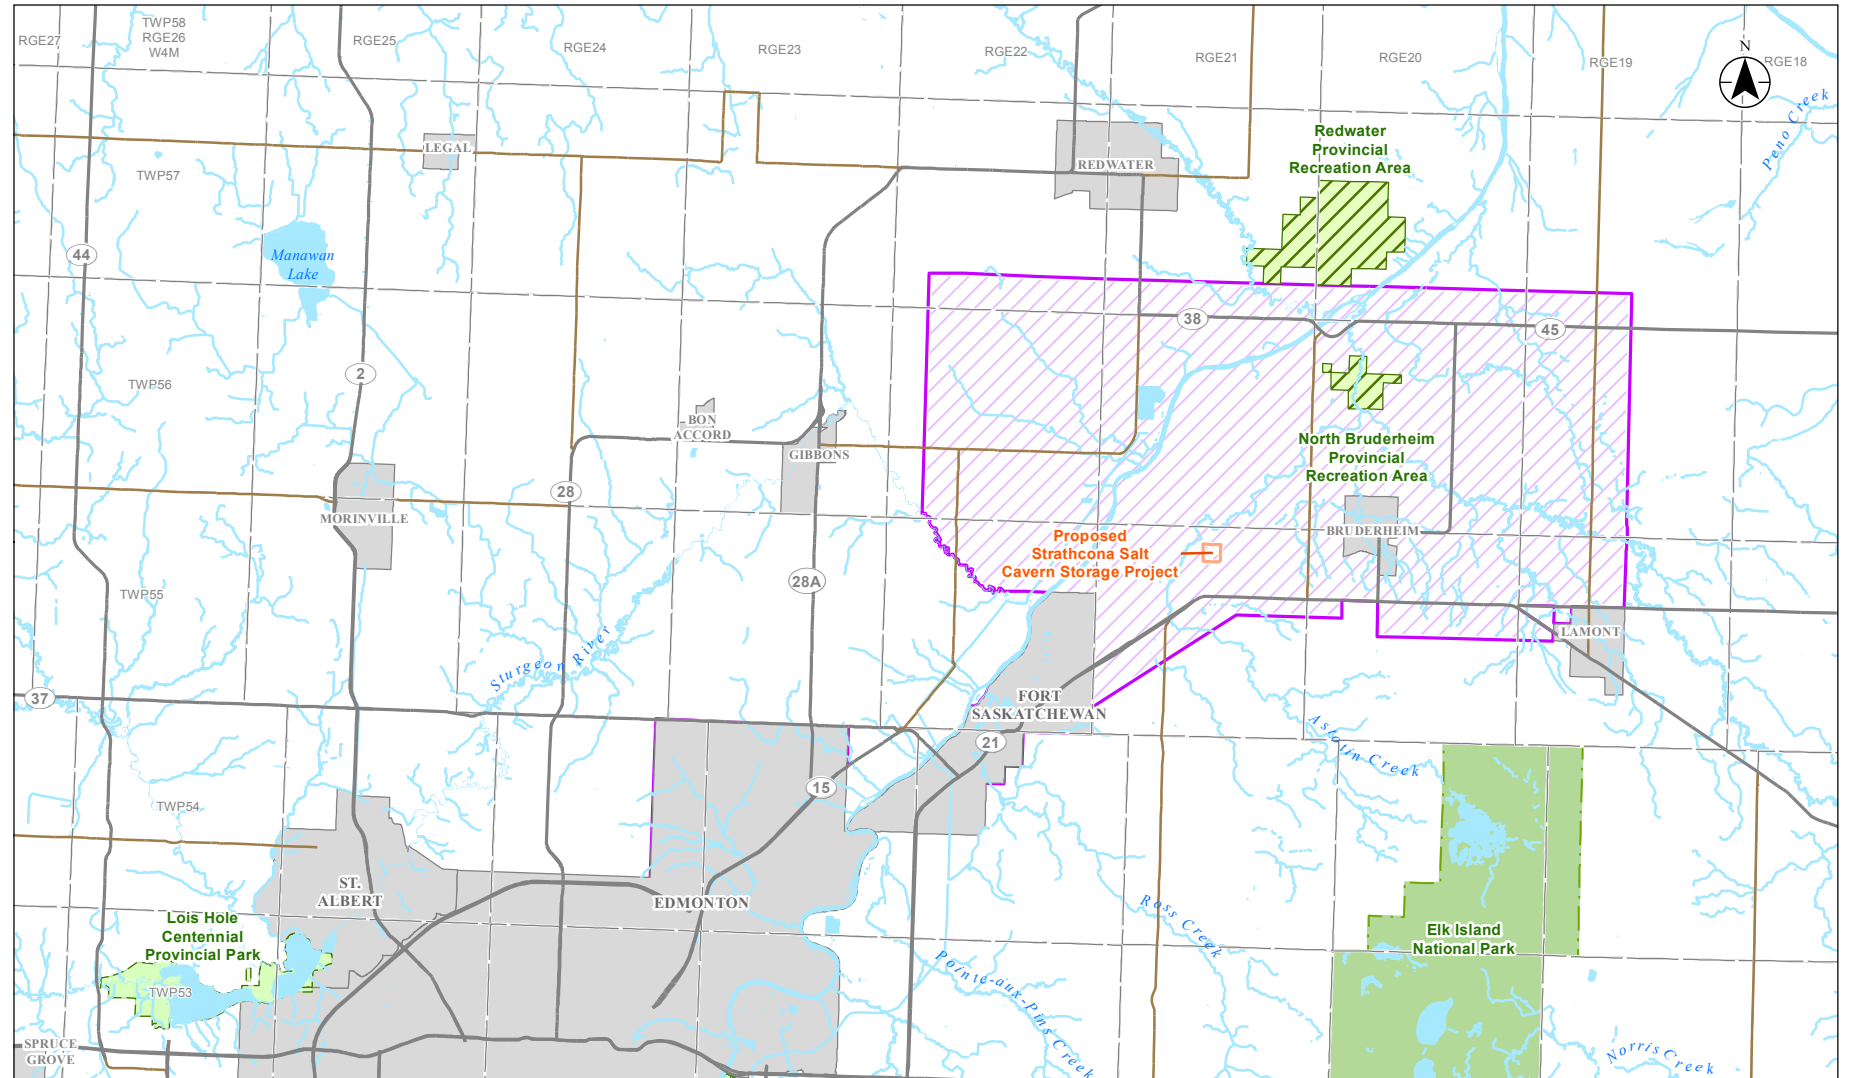 TWP58
RGE27
RGE26
W4M
RGE25
RGE24
RGE23
RGE22
RGE21
RGE20
RGE19
RGE18
N
Peno Creek
Redwater
Provincial
Recreation Area
LEGAL
REDWATER
TWP57
44
Manawan
Lake
38
45
2
TWP56
BON
ACCORD
GIBBONS
North Bruderheim
Provincial
Recreation Area
28
MORINVILLE
BRUDERHEIM
Proposed
Strathcona Salt
Cavern Storage Project
28A
TWP55
LAMONT
Sturgeon River
37
FORT
SASKATCHEWAN
21
Astotin Creek
15
TWP54
ST.
ALBERT
EDMONTON
Ross Creek
Lois Hole
Centennial
Provincial Park
Elk Island
National Park
Pointe-aux-Pins Creek
TWP53
SPRUCE
GROVE
Norris Creek